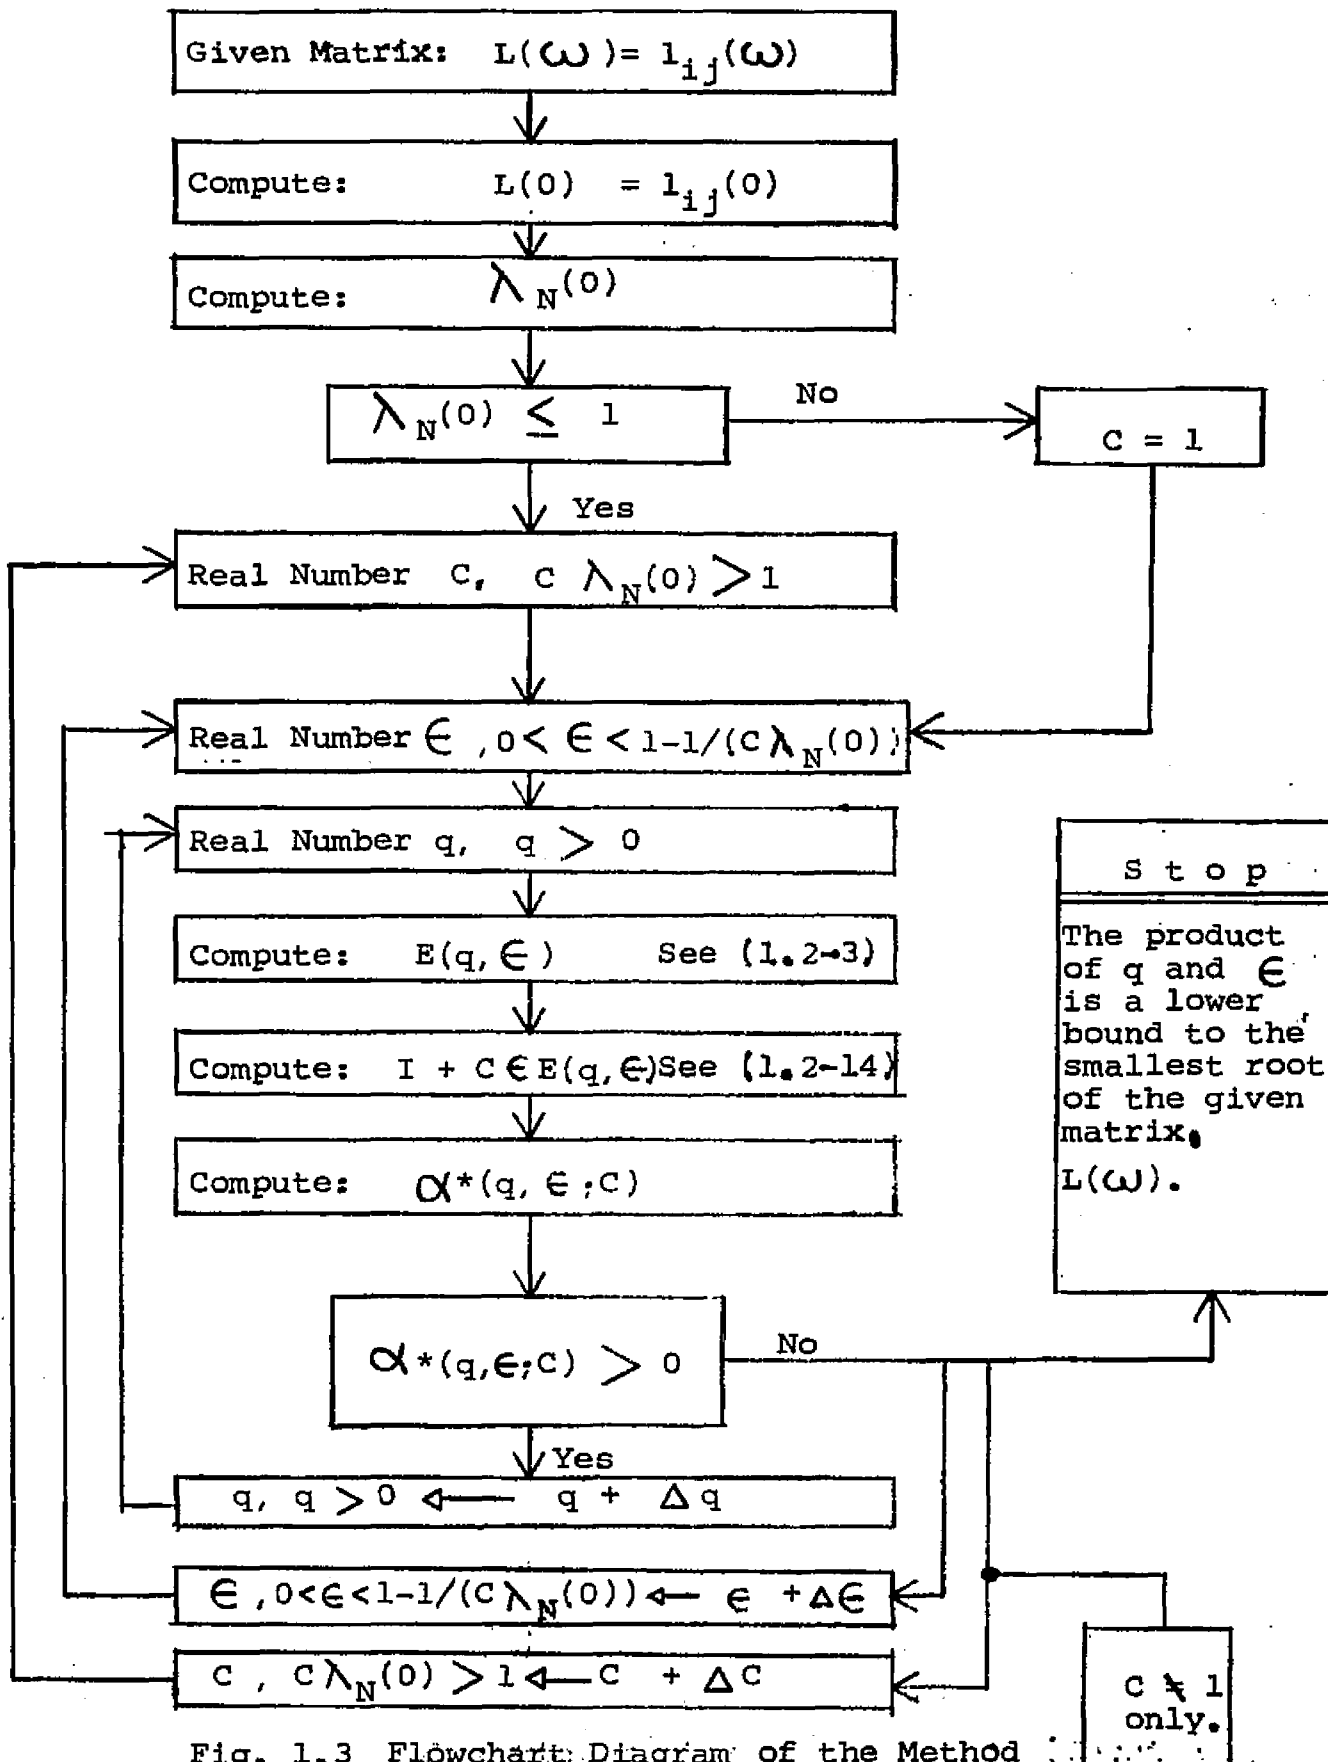 Given Matrix: L(ω)= l_ij(ω)
Compute: L(0) = l_ij(0)
Compute: λ_N(0)
λ_N(0) ≤ 1
No
C = 1
Yes
Real Number C, C λ_N(0) > 1
Real Number ϵ ,0< ϵ < 1-1/(C λ_N(0))
Real Number q, q > 0
Compute: E(q,ϵ) See (1.2-3)
Compute: I + C ϵ E(q,ϵ) See (1.2-14)
Compute: α*(q, ϵ;C)
α*(q,ϵ;C) > 0
No
Stop
The product
of q and ϵ
is a lower
bound to the
smallest root
of the given
matrix.
L(ω).
Yes
q, q > 0 ← q + Δq
ϵ ,0<ϵ<1-1/(C λ_N(0)) ← ϵ +Δϵ
C , C λ_N(0) > 1 ← C + ΔC
C ≠ 1
only.
Fig. 1.3 Flowchart Diagram of the Method